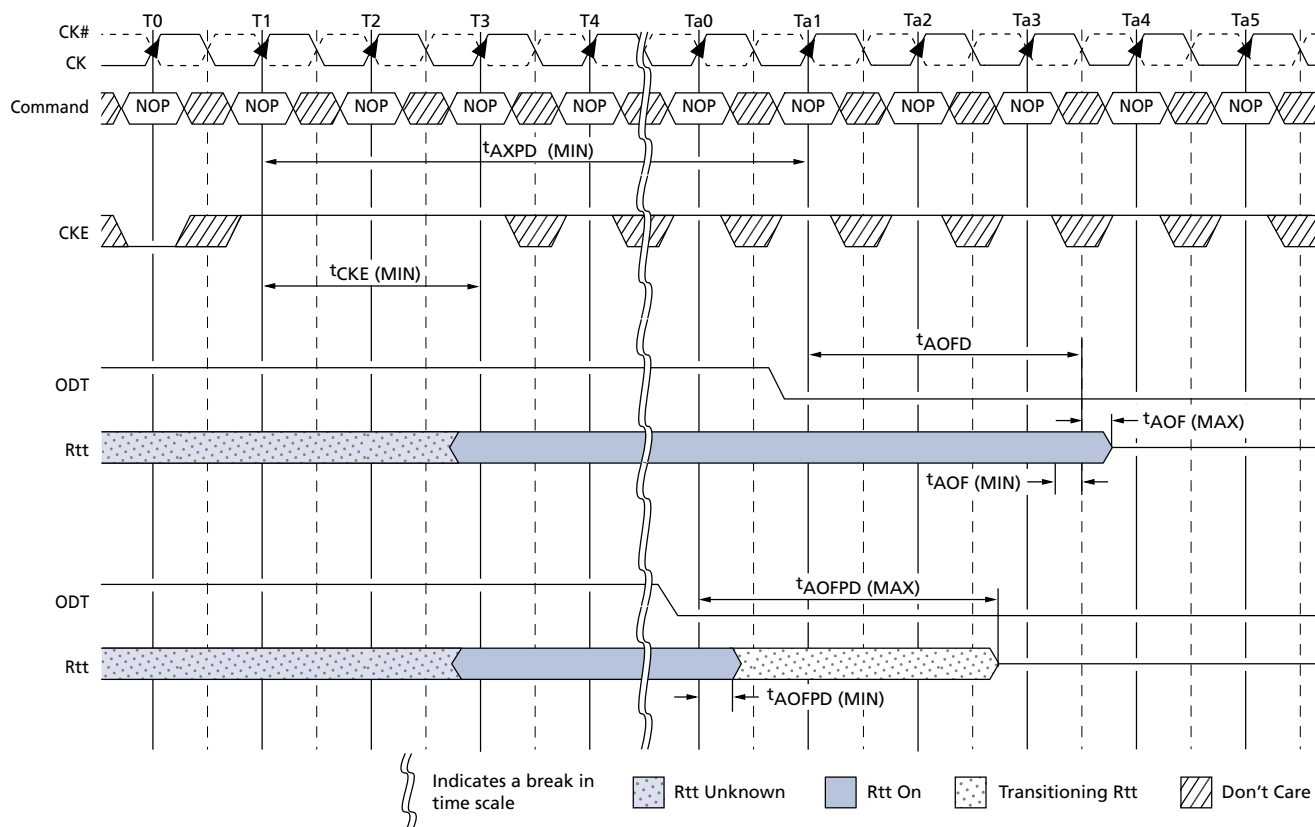 T0 T1 T2 T3 T4 Ta0 Ta1 Ta2 Ta3 Ta4 Ta5
CK#
CK
Command NOP NOP NOP NOP NOP NOP NOP NOP NOP NOP NOP
tAXPD (MIN)
CKE
tCKE (MIN)
tAOFD
ODT
tAOF (MAX)
Rtt
tAOF (MIN)
tAOFPD (MAX)
ODT
Rtt
tAOFPD (MIN)
Indicates a break in
time scale
Rtt Unknown
Rtt On
Transitioning Rtt
Don't Care